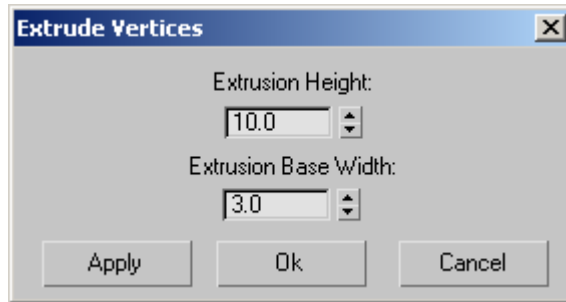 Extrude Vertices
Extrusion Height:
10.0
Extrusion Base Width:
3.0
Apply Ok Cancel